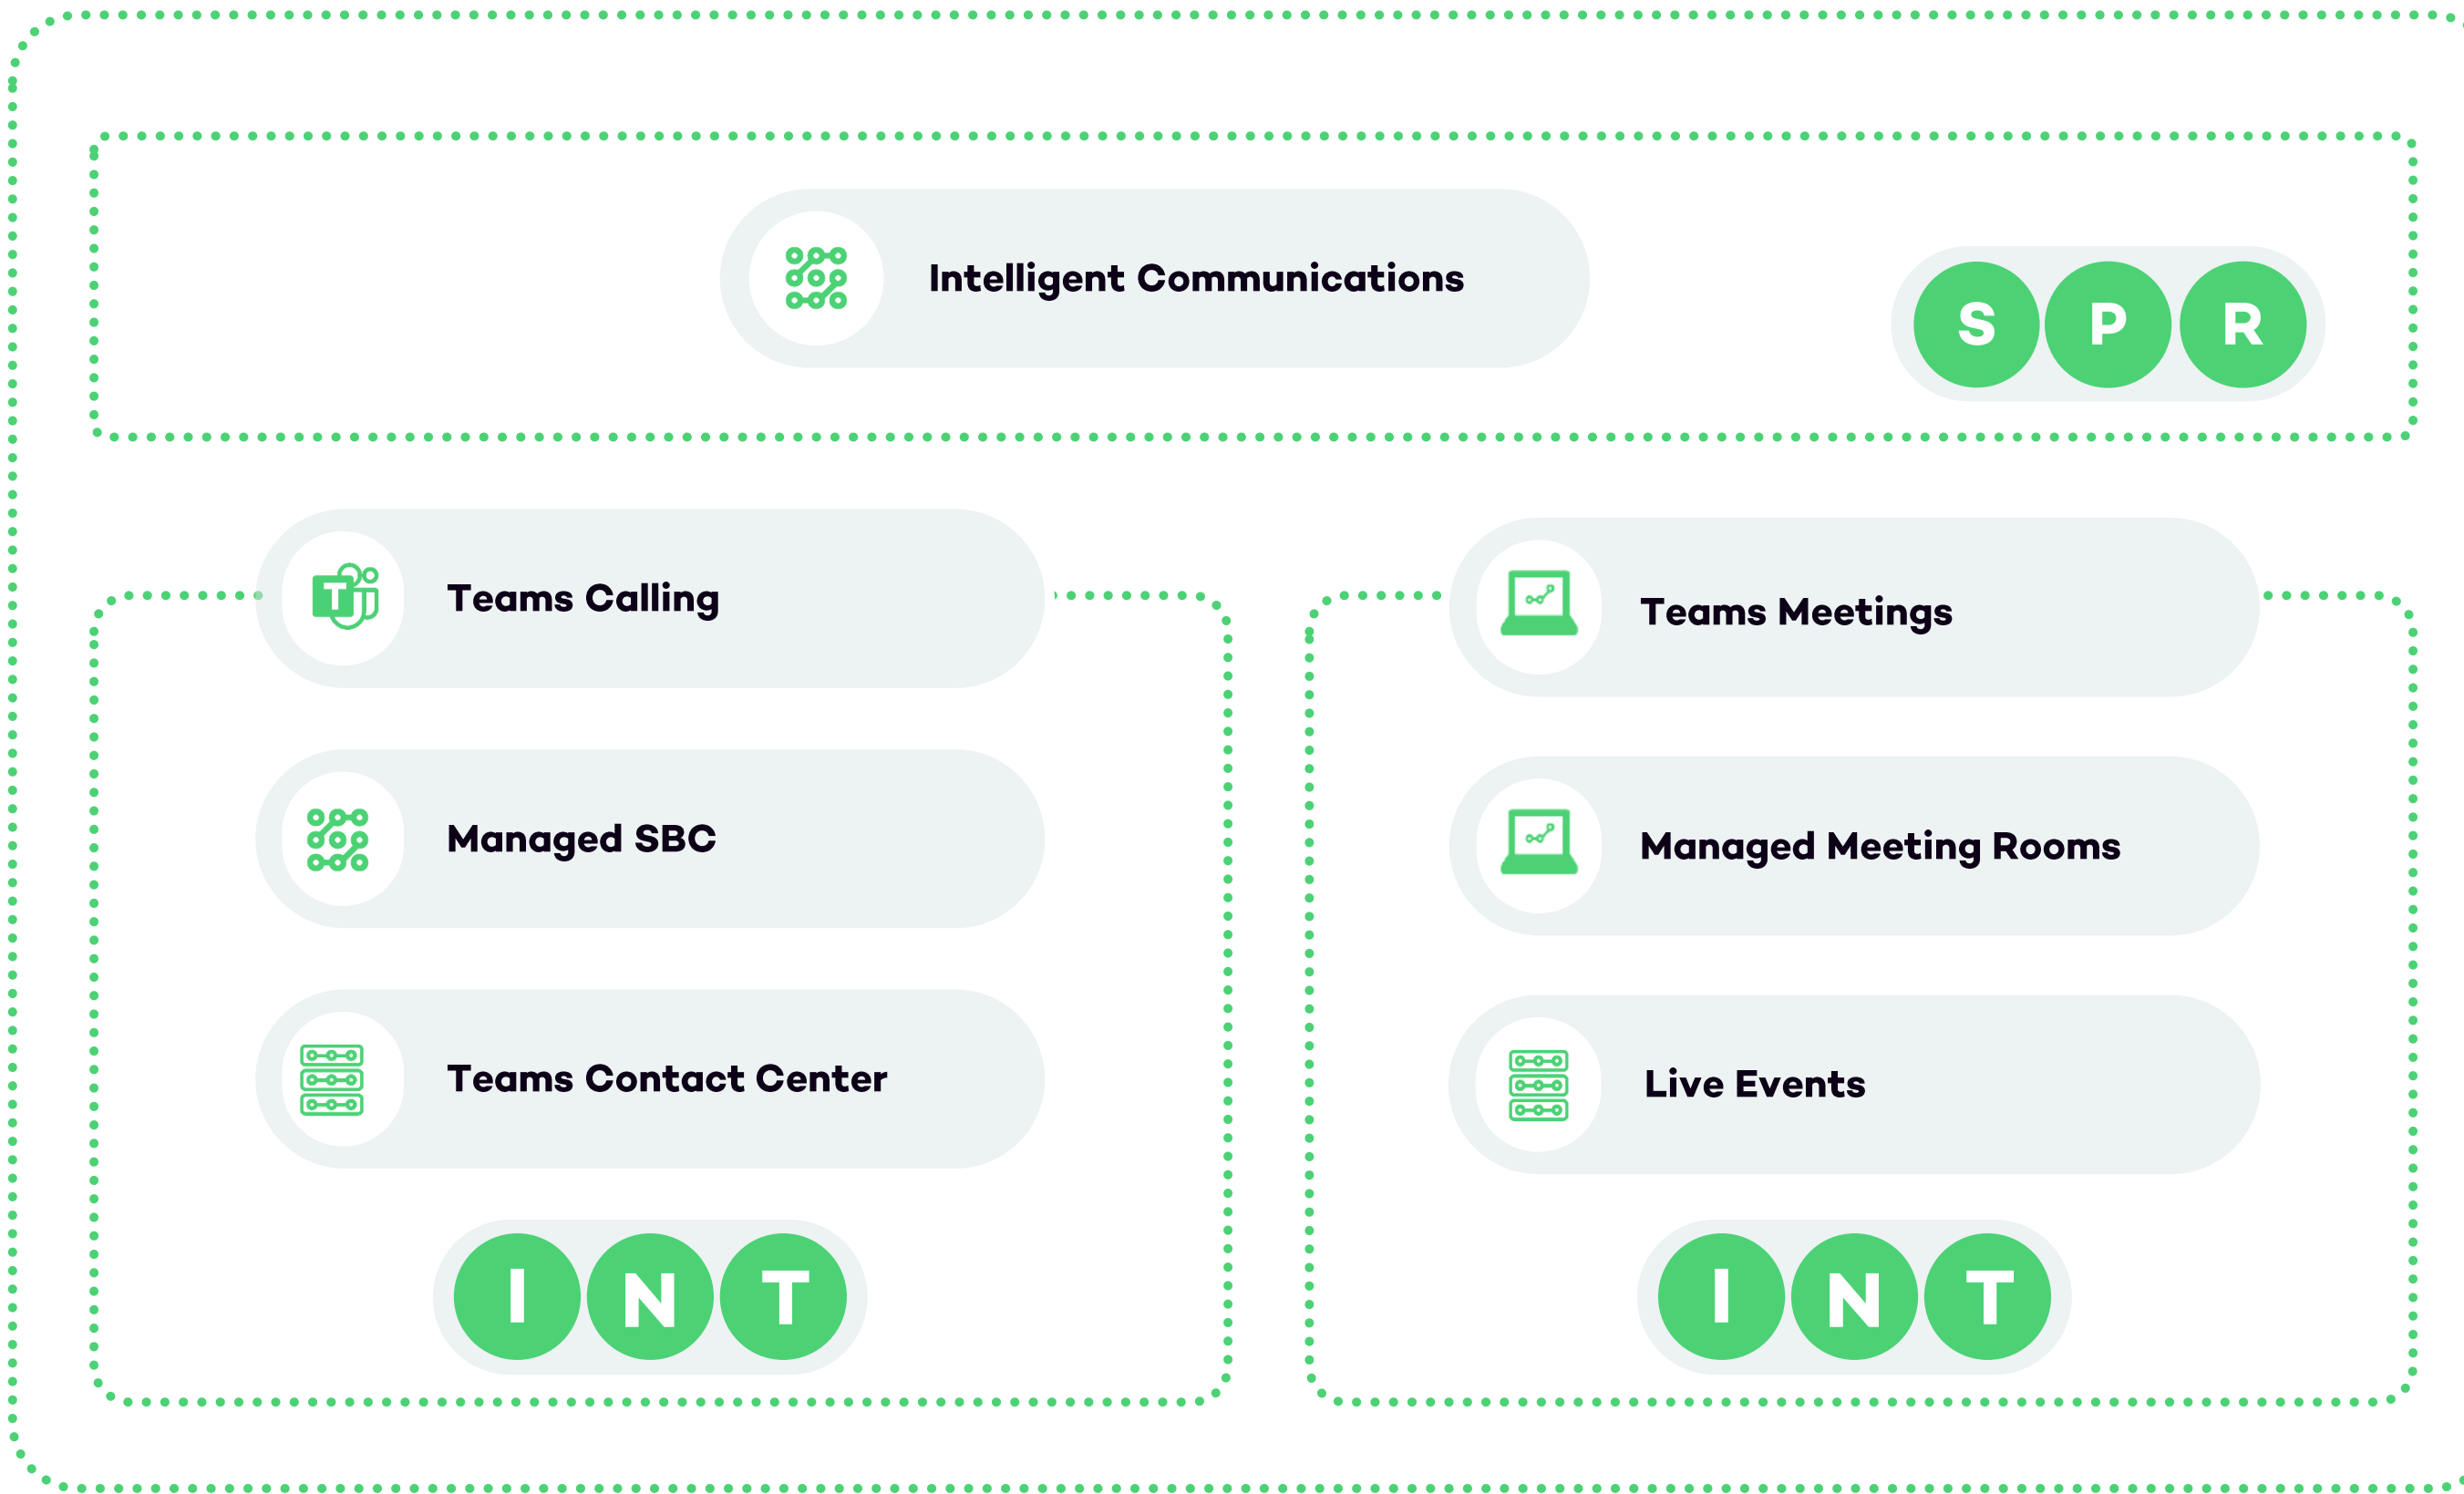 Intelligent Communications
S P R
T
Teams Calling
Managed SBC
Teams Contact Center
I N T
Teams Meetings
Managed Meeting Rooms
Live Events
I N T